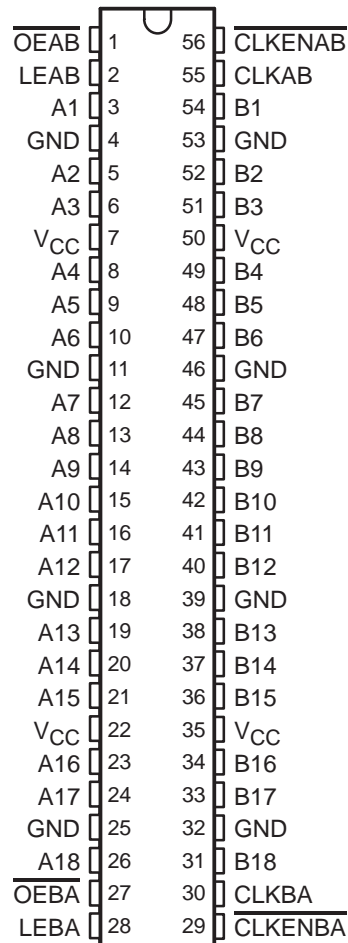 OEAB 1 56 CLKENAB
LEAB 2 55 CLKAB
A1 3 54 B1
GND 4 53 GND
A2 5 52 B2
A3 6 51 B3
VCC 7 50 VCC
A4 8 49 B4
A5 9 48 B5
A6 10 47 B6
GND 11 46 GND
A7 12 45 B7
A8 13 44 B8
A9 14 43 B9
A10 15 42 B10
A11 16 41 B11
A12 17 40 B12
GND 18 39 GND
A13 19 38 B13
A14 20 37 B14
A15 21 36 B15
VCC 22 35 VCC
A16 23 34 B16
A17 24 33 B17
GND 25 32 GND
A18 26 31 B18
OEBA 27 30 CLKBA
LEBA 28 29 CLKENBA